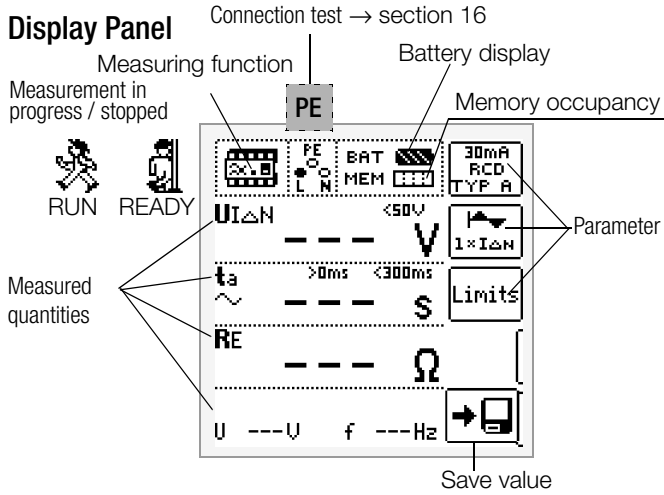 Display Panel
Connection test → section 16
Measuring function
Battery display
Measurement in
progress / stopped
PE
Memory occupancy
RUN
READY
PE
L N
BAT
MEM
30mA
RCD
TYP A
UI∆N
<50V
--- V
1×I∆N
Parameter
Measured
quantities
ta
~
>0ms <300ms
--- s
Limits
RE
--- Ω
U ---V f ---Hz
Save value